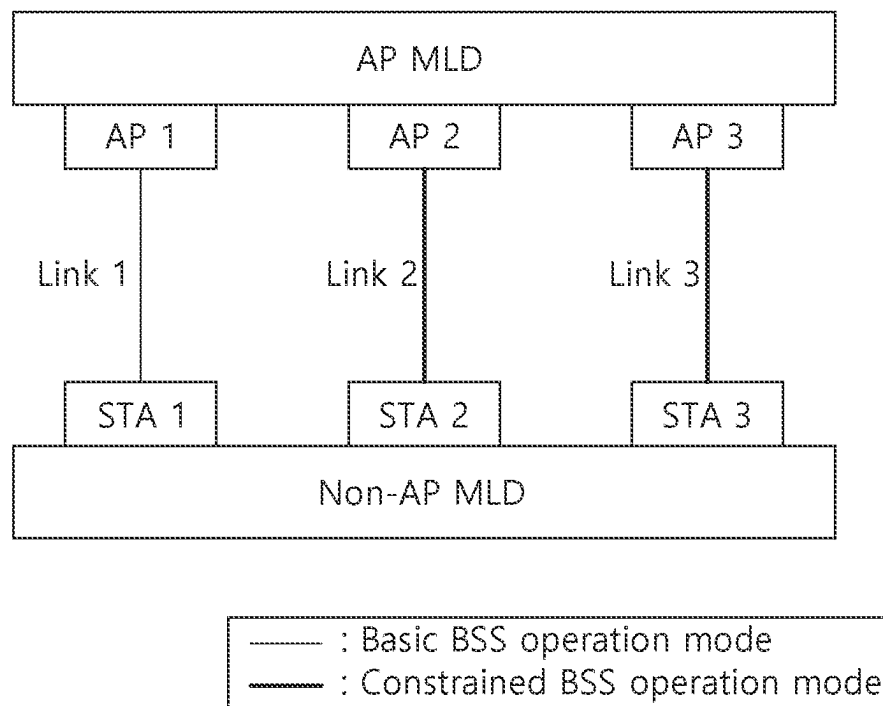 AP MLD
AP 1
AP 2
AP 3
Link 1
Link 2
Link 3
STA 1
STA 2
STA 3
Non-AP MLD
: Basic BSS operation mode
: Constrained BSS operation mode